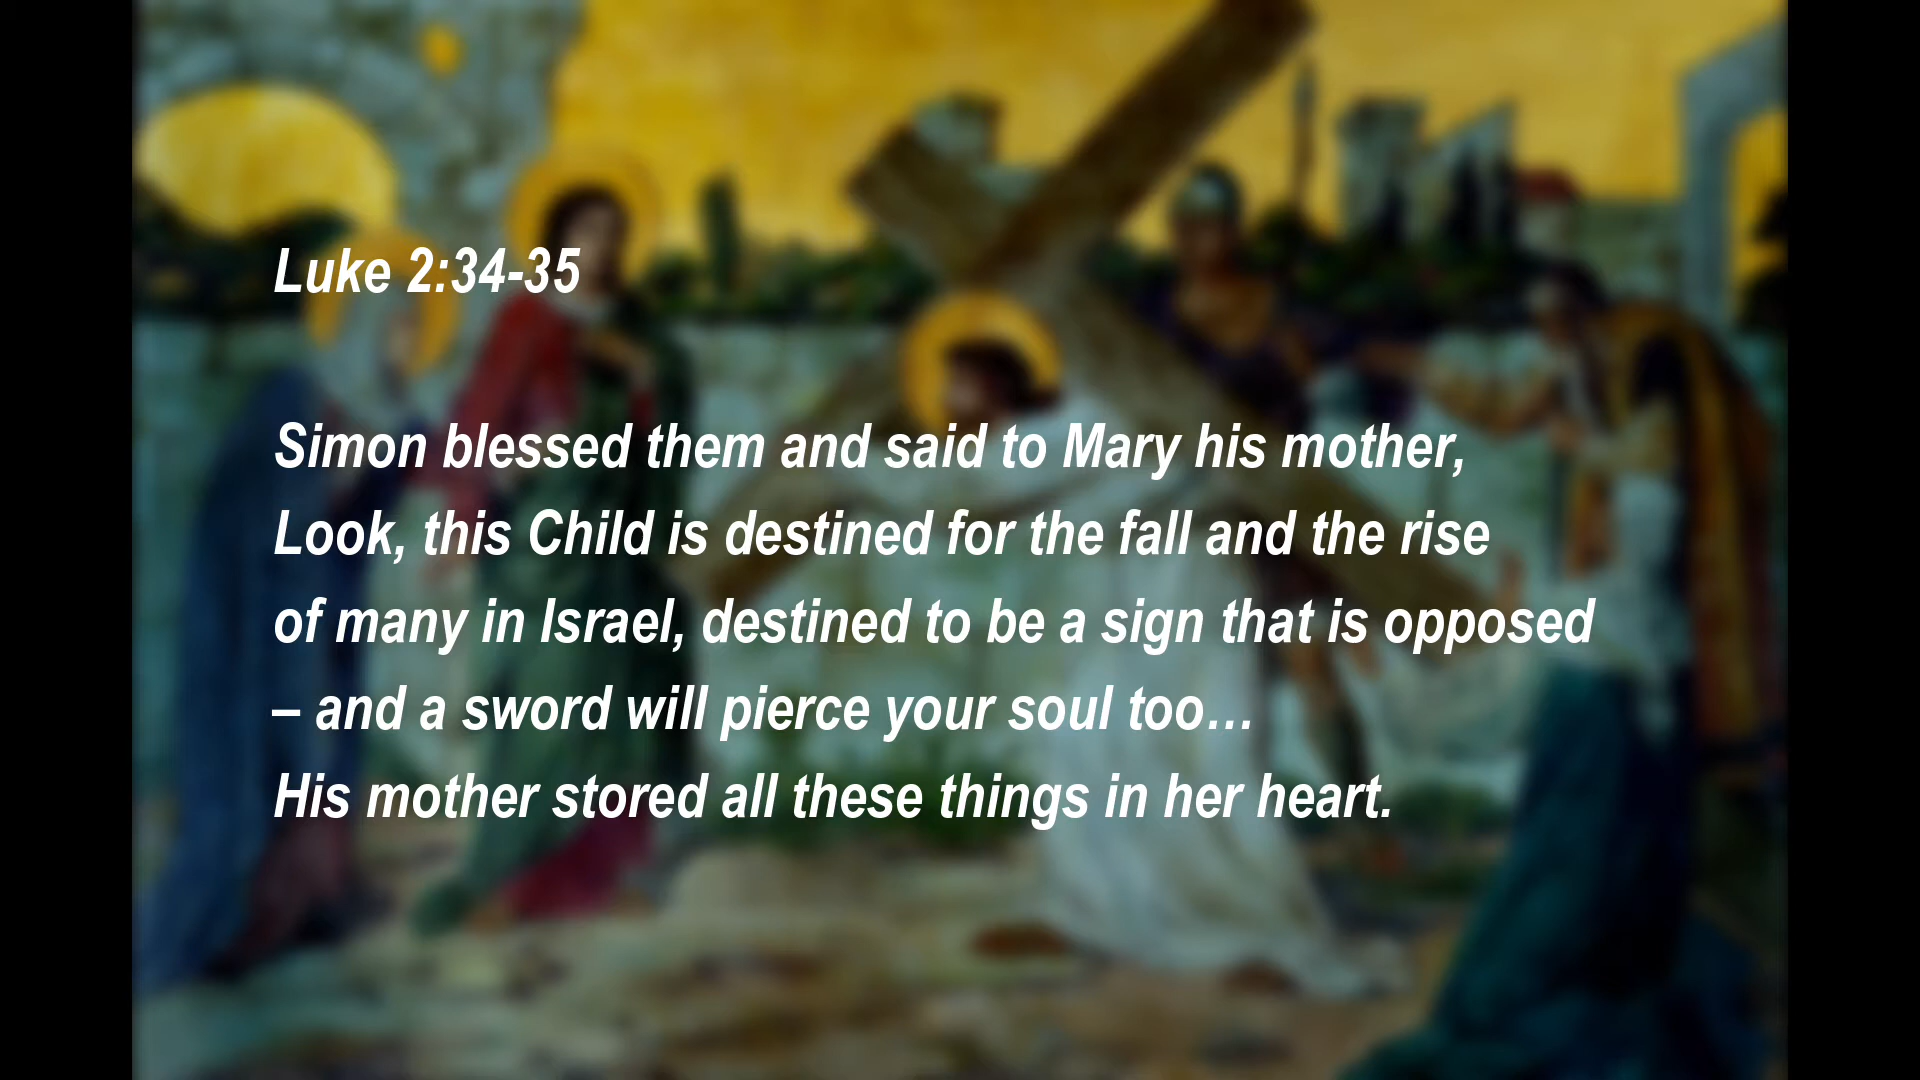 Luke 2:34-35
Simon blessed them and said to Mary his mother,
Look, this Child is destined for the fall and the rise
of many in Israel, destined to be a sign that is opposed
– and a sword will pierce your soul too…
His mother stored all these things in her heart.